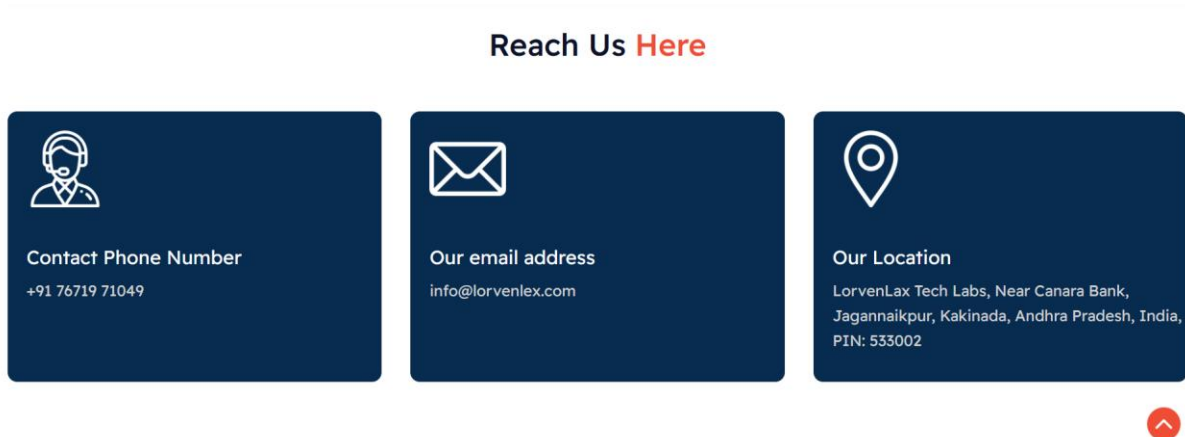 Reach Us Here
Contact Phone Number
+91 76719 71049
Our email address
info@lorvenlex.com
Our Location
LorvenLax Tech Labs, Near Canara Bank,
Jagannaikpur, Kakinada, Andhra Pradesh, India,
PIN: 533002